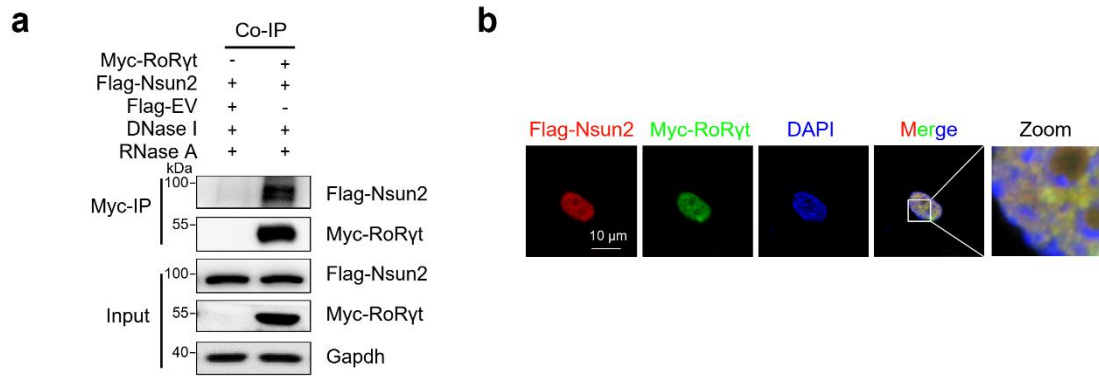 a
Co-IP
Myc-RoRγt - +
Flag-Nsun2 + +
Flag-EV + -
DNase I + +
RNase A + +
kDa
Myc-IP
100
Flag-Nsun2
55
Myc-RoRγt
Input
100
Flag-Nsun2
55
Myc-RoRγt
40
Gapdh
b
Flag-Nsun2 Myc-RoRγt DAPI Merge Zoom
10 μm